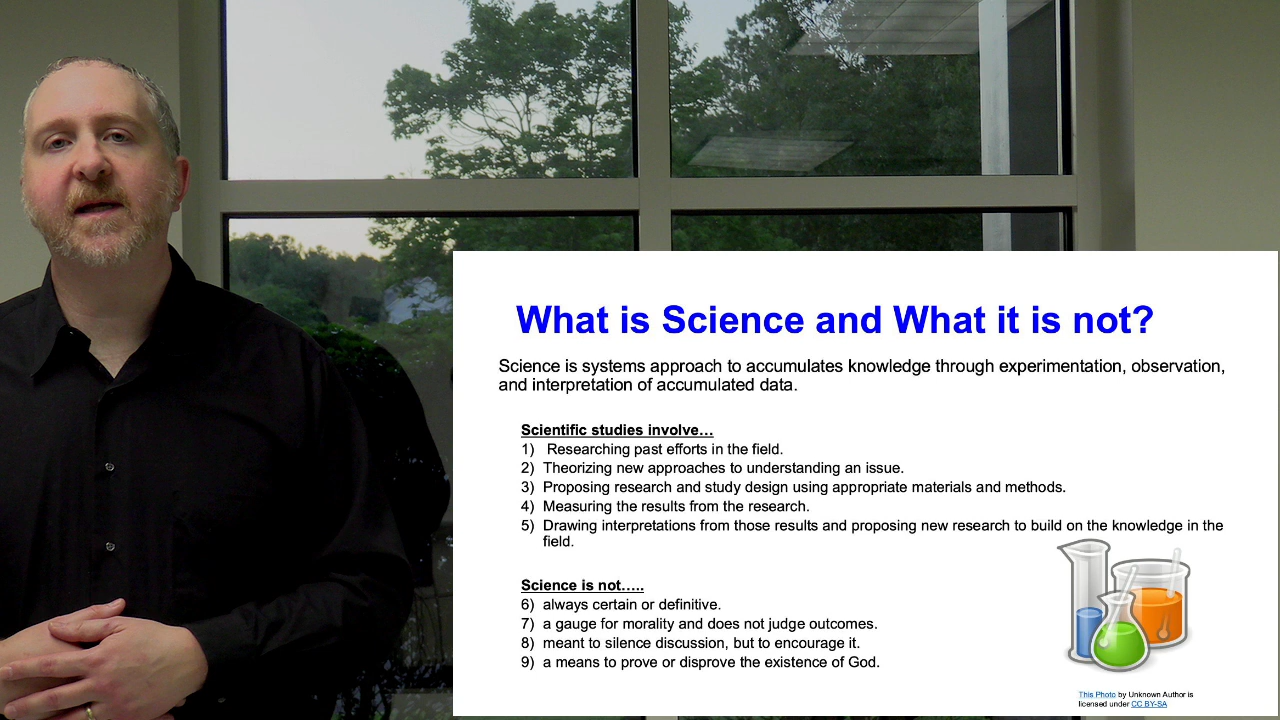 What is Science and What it is not?
Science is systems approach to accumulates knowledge through experimentation, observation,
and interpretation of accumulated data.
Scientific studies involve…
1) Researching past efforts in the field.
2) Theorizing new approaches to understanding an issue.
3) Proposing research and study design using appropriate materials and methods.
4) Measuring the results from the research.
5) Drawing interpretations from those results and proposing new research to build on the knowledge in the
field.
Science is not…..
6) always certain or definitive.
7) a gauge for morality and does not judge outcomes.
8) meant to silence discussion, but to encourage it.
9) a means to prove or disprove the existence of God.
This Photo by Unknown Author is
licensed under CC BY-SA